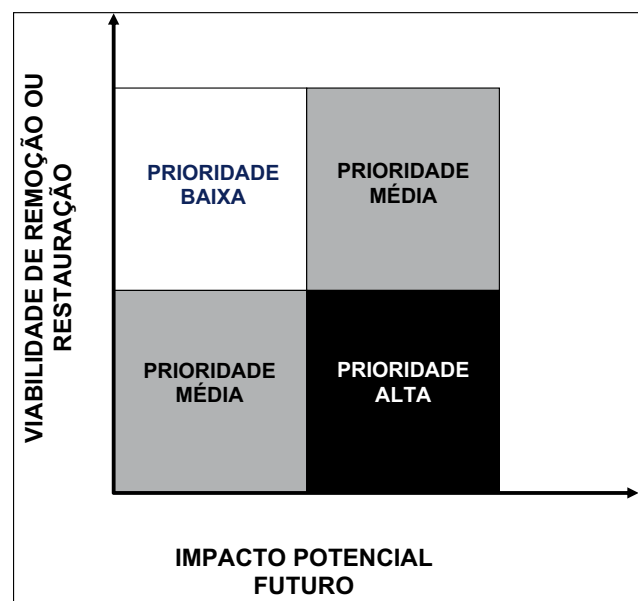 VIABILIDADE DE REMOÇÃO OU
RESTAURAÇÃO
PRIORIDADE
BAIXA
PRIORIDADE
MÉDIA
PRIORIDADE
MÉDIA
PRIORIDADE
ALTA
IMPACTO POTENCIAL
FUTURO